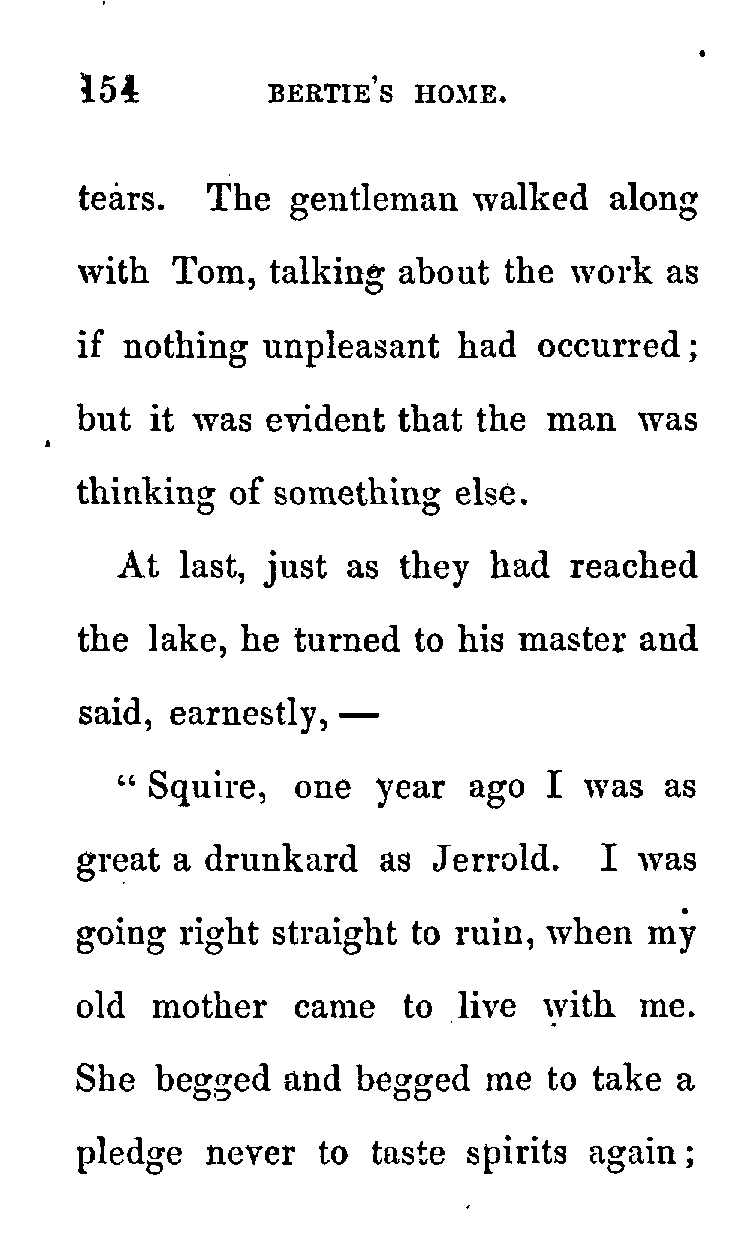 154 BERTIE'S HOME.
tears. The gentleman walked along
with Tom, talking about the work as
if nothing unpleasant had occurred;
but it was evident that the man was
thinking of something else.
At last, just as they had reached
the lake, he turned to his master and
said, earnestly, —
“ Squire, one year ago I was as
great a drunkard as Jerrold. I was
going right straight to ruin, when my
old mother came to live with me.
She begged and begged me to take a
pledge never to taste spirits again;